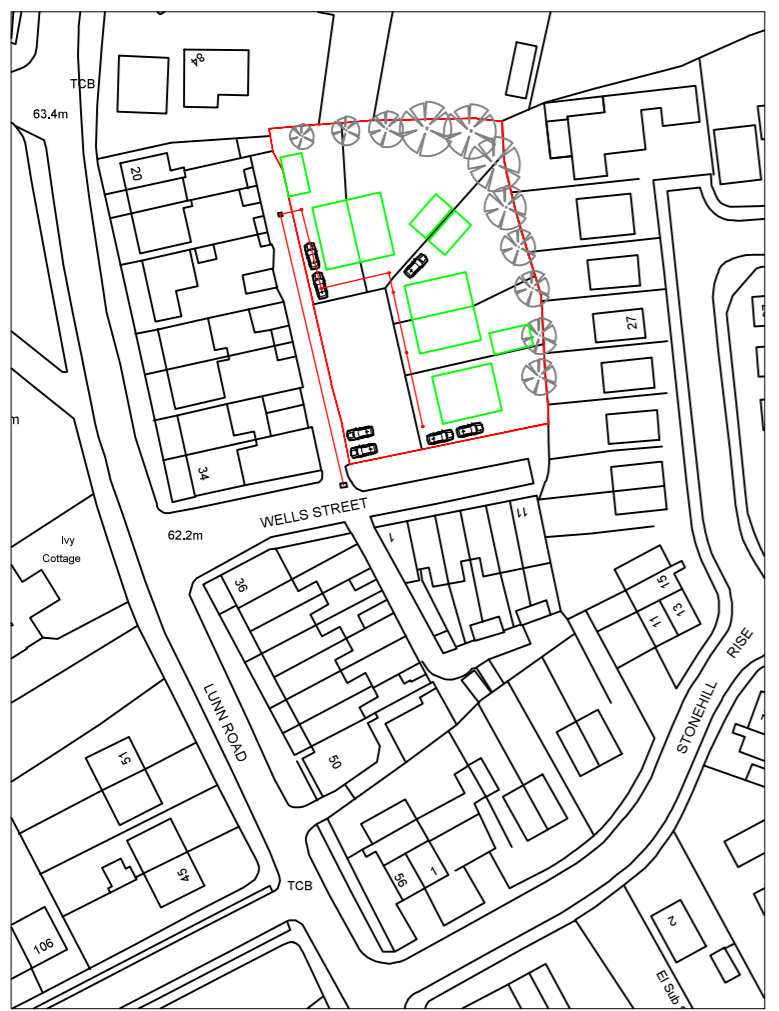 84
TCB
63.4m
20
27
m
34
WELLS STREET
11
1
62.2m
Ivy
Cottage
36
15
13
11
RISE
STONEHILL
LUNN ROAD
51
50
45
56
1
TCB
2
106
El Sub